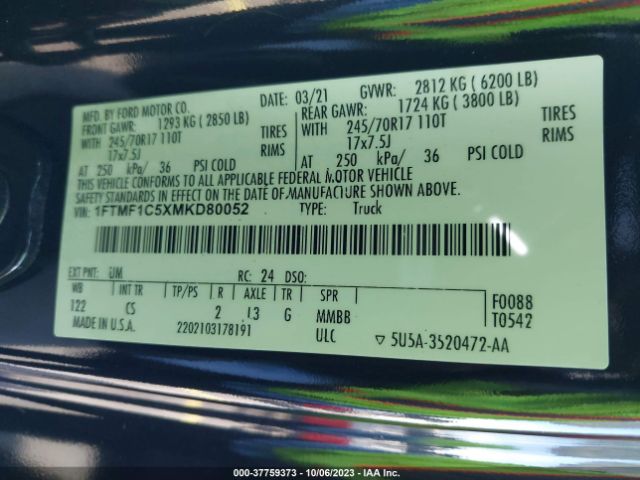 MFD. BY FORD MOTOR CO.
DATE: 03/21 GVWR: 2812 KG ( 6200 LB)
FRONT GAWR: 1293 KG ( 2850 LB) REAR GAWR: 1724 KG ( 3800 LB)
WITH 245/70R17 110T TIRES WITH 245/70R17 110T TIRES
17x7.5J RIMS 17x7.5J RIMS
AT 250 kPa/ 36 PSI COLD AT 250 kPa/ 36 PSI COLD
THIS VEHICLE CONFORMS TO ALL APPLICABLE FEDERAL MOTOR VEHICLE
SAFETY STANDARDS IN EFFECT ON THE DATE OF MANUFACTURE SHOWN ABOVE.
VIN: 1FTMF1C5XMKD80052 TYPE: Truck
EXT PNT: UM RC: 24 DSO:
WB INT TR TP/PS R AXLE TR SPR F0088
122 CS 2 13 G MMBB T0542
MADE IN U.S.A. 2202103178191 ULC ▽ 5U5A-3520472-AA
000-37759373 - 10/06/2023 - IAA Inc.